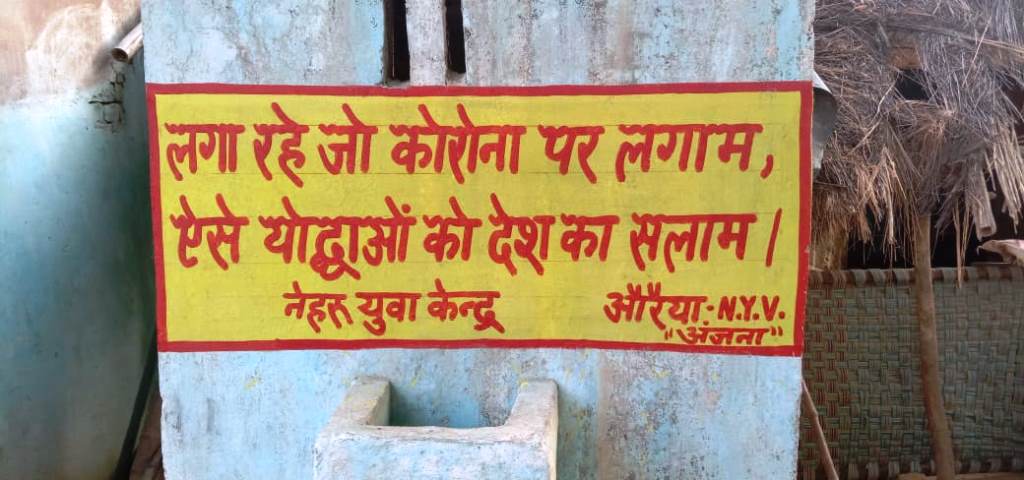 लगा रहे जो कोरोना पर लगाम,
ऐसे योद्धाओं को देश का सलाम।
नेहरू युवा केन्द्र औरैया-N.Y.V.
"अंजना"